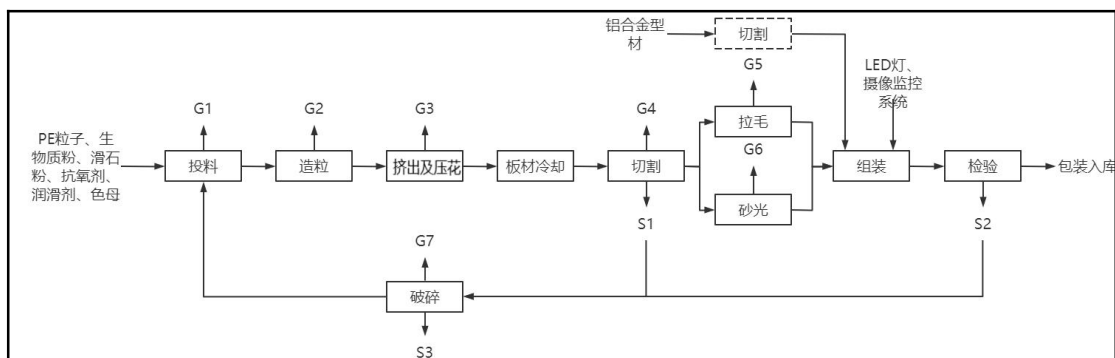 铝合金型
材
切割
LED灯、
摄像监控
系统
G5
G1
G2
G3
G4
拉毛
PE粒子、生
物质粉、滑石
粉、抗氧剂、
润滑剂、色母
投料
造粒
挤出及压花
板材冷却
切割
G6
组装
检验
包装入库
砂光
S1
S2
G7
破碎
S3